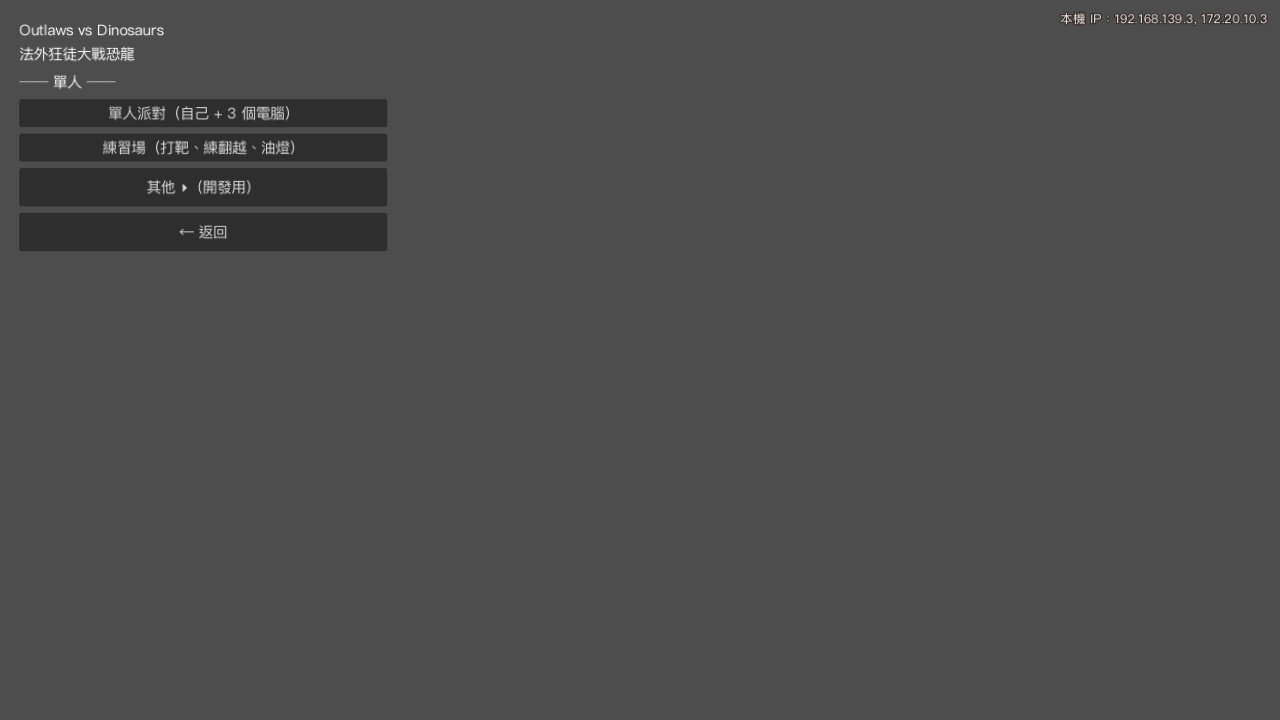 Outlaws vs Dinosaurs
本機 IP：192.168.139.3, 172.20.10.3
法外狂徒大戰恐龍
—— 單人 ——
單人派對（自己 + 3 個電腦）
練習場（打靶、練翻越、油燈）
其他 ▸（開發用）
← 返回